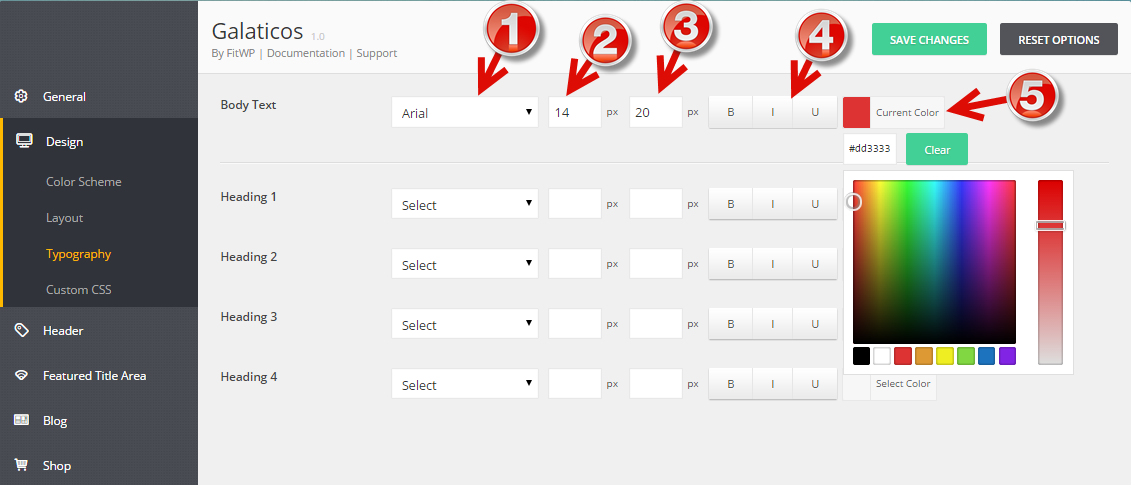 Galaticos 1.0
By FitWP | Documentation | Support
SAVE CHANGES
RESET OPTIONS
General
Design
Color Scheme
Layout
Typography
Custom CSS
Header
Featured Title Area
Blog
Shop
1
2
3
4
5
Body Text Arial 14 px 20 px B I U Current Color
#dd3333 Clear
Heading 1 Select px px B I U
Heading 2 Select px px B I U
Heading 3 Select px px B I U
Heading 4 Select px px B I U Select Color